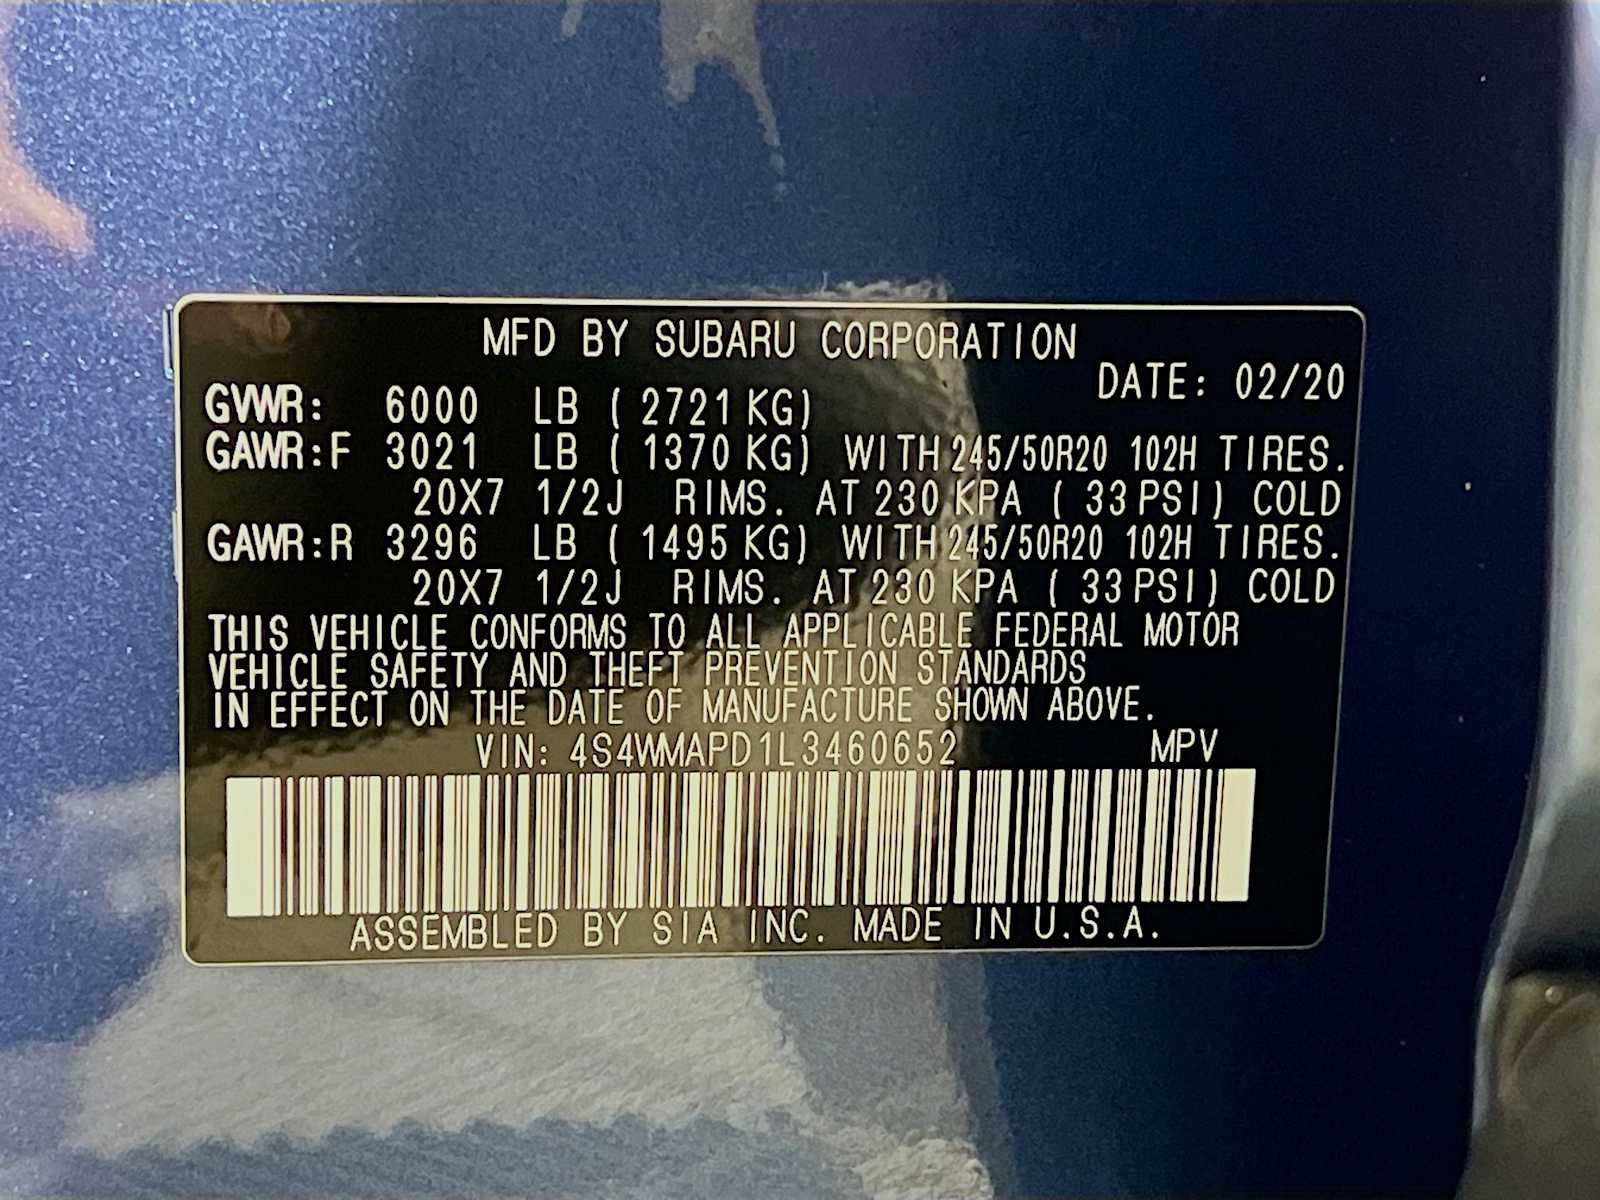 MFD BY SUBARU CORPORATION
DATE: 02/20
GVWR: 6000 LB ( 2721 KG)
GAWR:F 3021 LB ( 1370 KG) WITH 245/50R20 102H TIRES.
20X7 1/2J RIMS. AT 230 KPA ( 33 PSI) COLD
GAWR:R 3296 LB ( 1495 KG) WITH 245/50R20 102H TIRES.
20X7 1/2J RIMS. AT 230 KPA ( 33 PSI) COLD
THIS VEHICLE CONFORMS TO ALL APPLICABLE FEDERAL MOTOR
VEHICLE SAFETY AND THEFT PREVENTION STANDARDS
IN EFFECT ON THE DATE OF MANUFACTURE SHOWN ABOVE.
VIN: 4S4WMAPD1L3460652 MPV
ASSEMBLED BY SIA INC. MADE IN U.S.A.